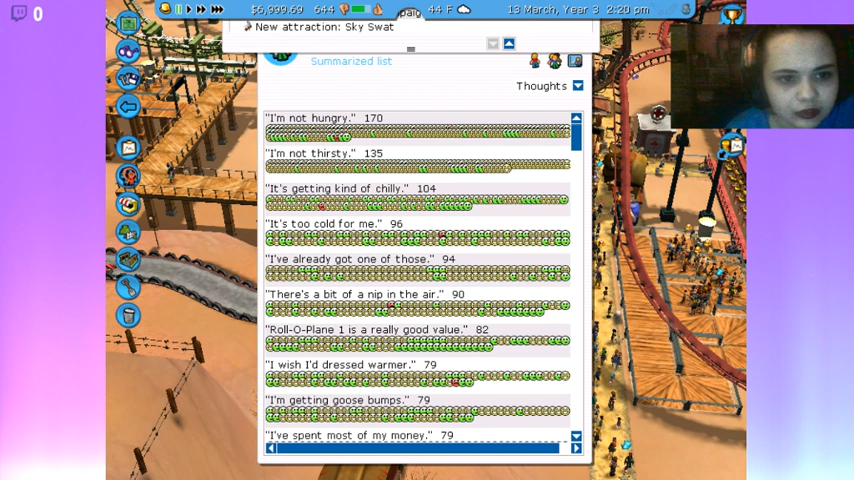 0
$6,999.69 644 44 F 13 March, Year 3 2:20 pm
paig
New attraction: Sky Swat
Summarized list
Thoughts
"I'm not hungry." 170
"I'm not thirsty." 135
"It's getting kind of chilly." 104
"It's too cold for me." 96
"I've already got one of those." 94
"There's a bit of a nip in the air." 90
"Roll-O-Plane 1 is a really good value." 82
"I wish I'd dressed warmer." 79
"I'm getting goose bumps." 79
"I've spent most of my money." 79